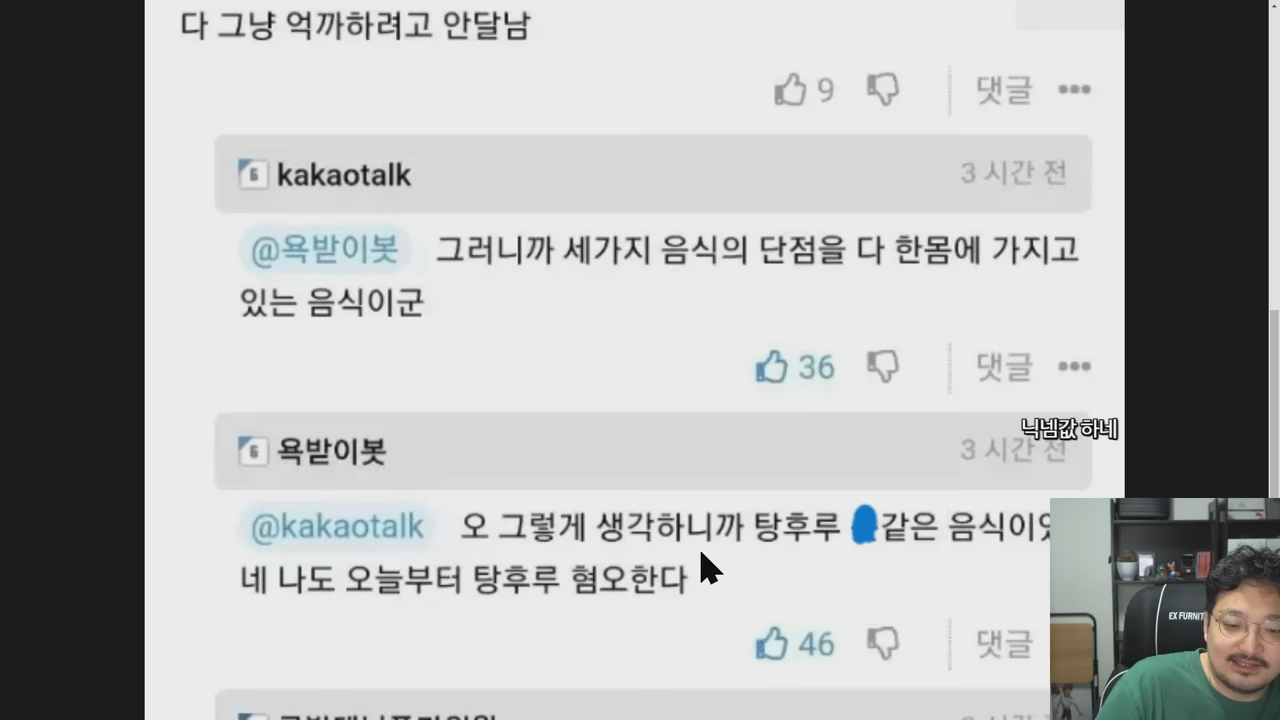 다 그냥 억까하려고 안달남
9 댓글 •••
6 kakaotalk 3 시간 전
@욕받이봇 그러니까 세가지 음식의 단점을 다 한몸에 가지고
있는 음식이군
36 댓글 •••
닉넴값 하네
6 욕받이봇 3 시간 전
@kakaotalk 오 그렇게 생각하니까 탕후루 같은 음식이었
네 나도 오늘부터 탕후루 혐오한다
EX FURNIT
46 댓글